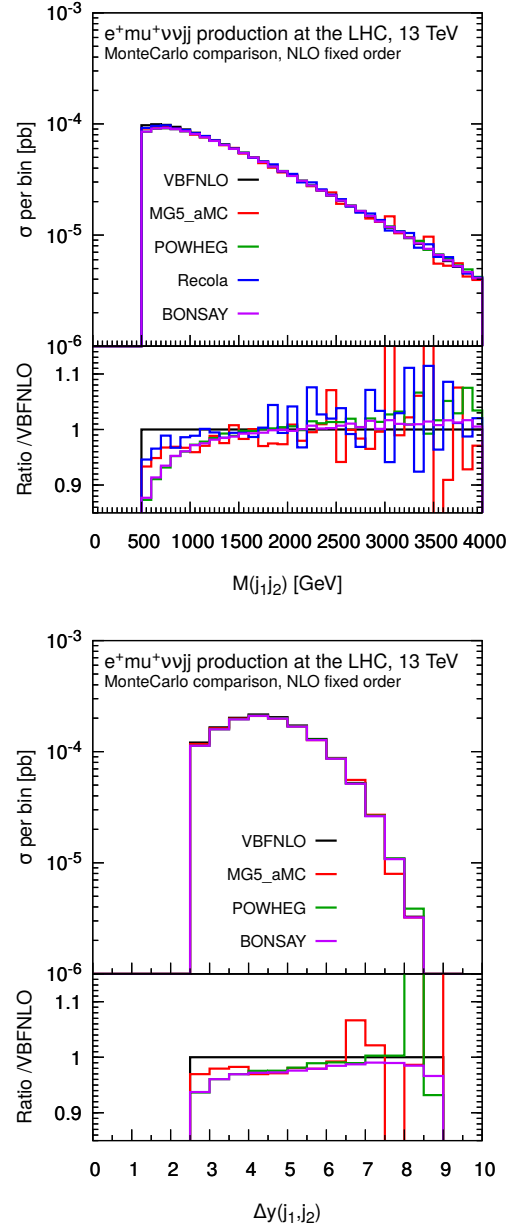 10⁻³
e⁺mu⁺ννjj production at the LHC, 13 TeV
MonteCarlo comparison, NLO fixed order
10⁻⁴
σ per bin [pb]
VBFNLO
MG5_aMC
POWHEG
Recola
BONSAY
10⁻⁵
10⁻⁶
1.1
1
0.9
Ratio /VBFNLO
0 500 1000 1500 2000 2500 3000 3500 4000
M(j₁j₂) [GeV]
10⁻³
e⁺mu⁺ννjj production at the LHC, 13 TeV
MonteCarlo comparison, NLO fixed order
10⁻⁴
σ per bin [pb]
VBFNLO
MG5_aMC
POWHEG
BONSAY
10⁻⁵
10⁻⁶
1.1
1
0.9
Ratio /VBFNLO
0 1 2 3 4 5 6 7 8 9 10
Δy(j₁,j₂)